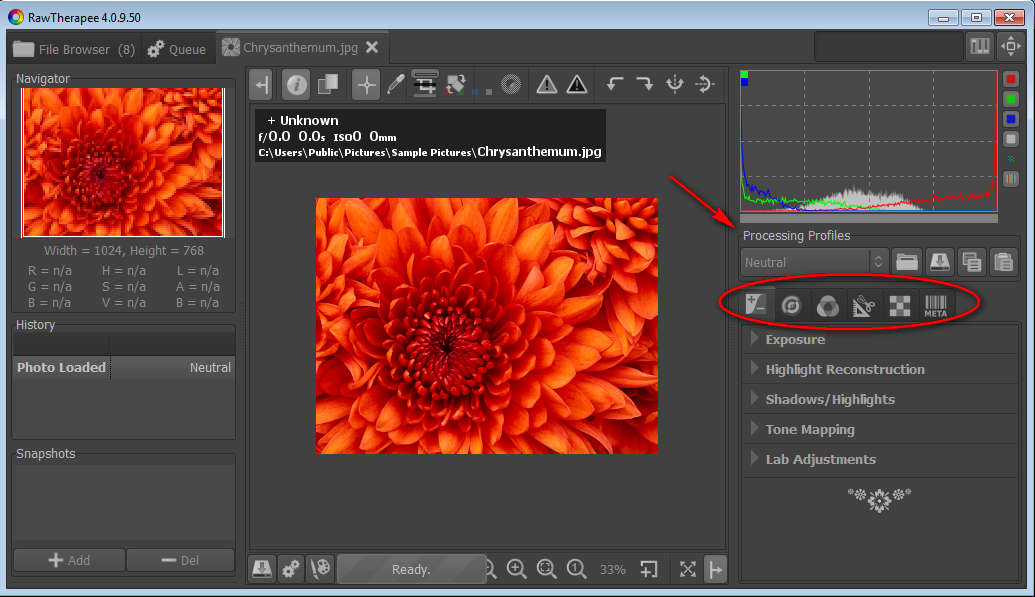 RawTherapee 4.0.9.50
File Browser (8)
Queue
Chrysanthemum.jpg
Navigator
Width = 1024, Height = 768
R = n/a H = n/a L = n/a
G = n/a S = n/a A = n/a
B = n/a V = n/a B = n/a
History
Photo Loaded Neutral
Snapshots
Add Del
+ Unknown
f/0.0 0.0s ISO0 0mm
C:\Users\Public\Pictures\Sample Pictures\Chrysanthemum.jpg
Ready.
1
33%
Processing Profiles
Neutral
META
Exposure
Highlight Reconstruction
Shadows/Highlights
Tone Mapping
Lab Adjustments